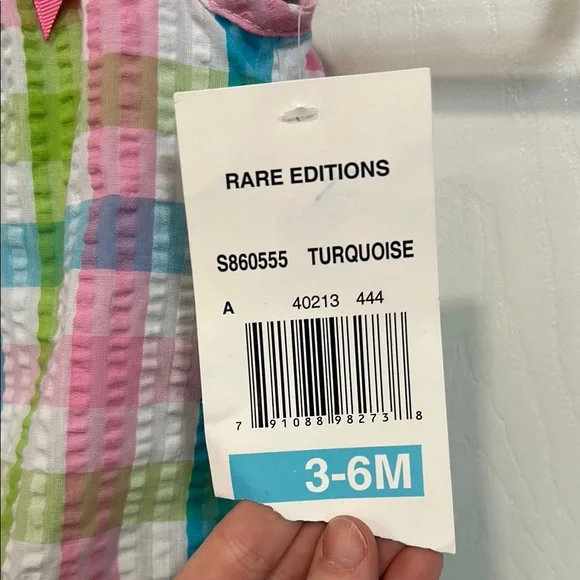 RARE EDITIONS
S860555 TURQUOISE
A 40213 444
7 91088 98273 8
3-6M